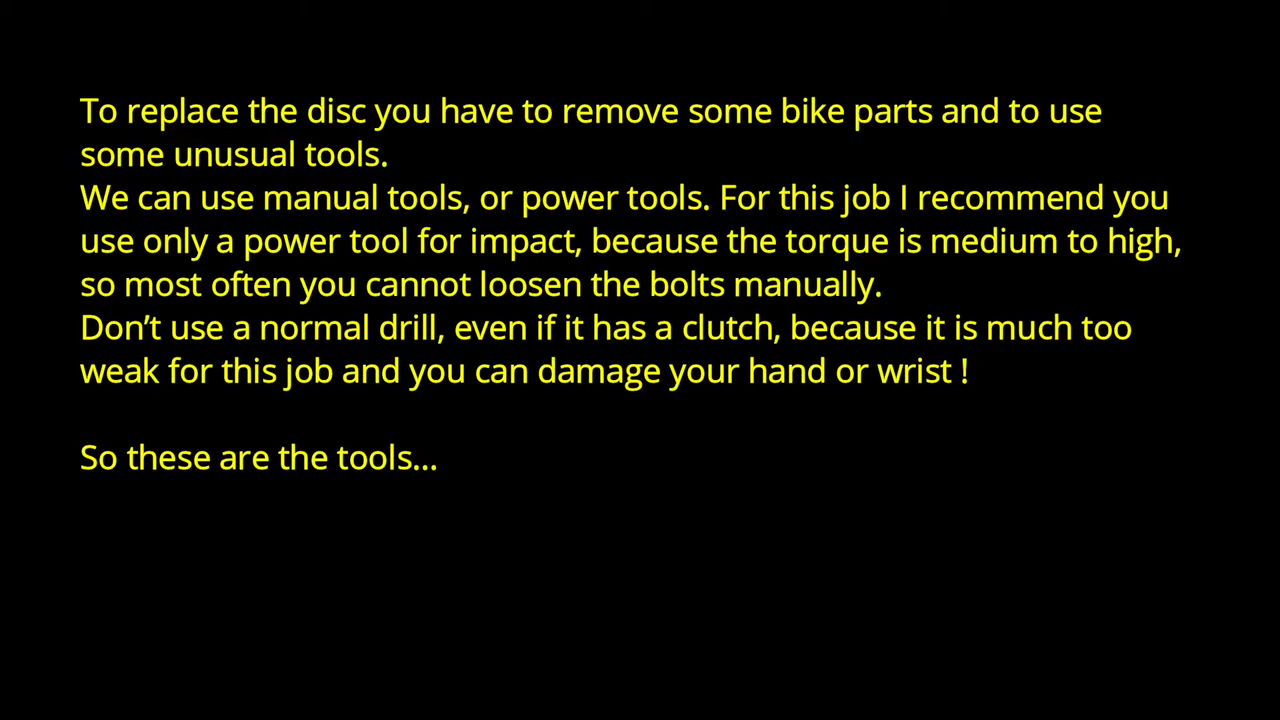 To replace the disc you have to remove some bike parts and to use
some unusual tools.
We can use manual tools, or power tools. For this job I recommend you
use only a power tool for impact, because the torque is medium to high,
so most often you cannot loosen the bolts manually.
Don’t use a normal drill, even if it has a clutch, because it is much too
weak for this job and you can damage your hand or wrist !
So these are the tools...